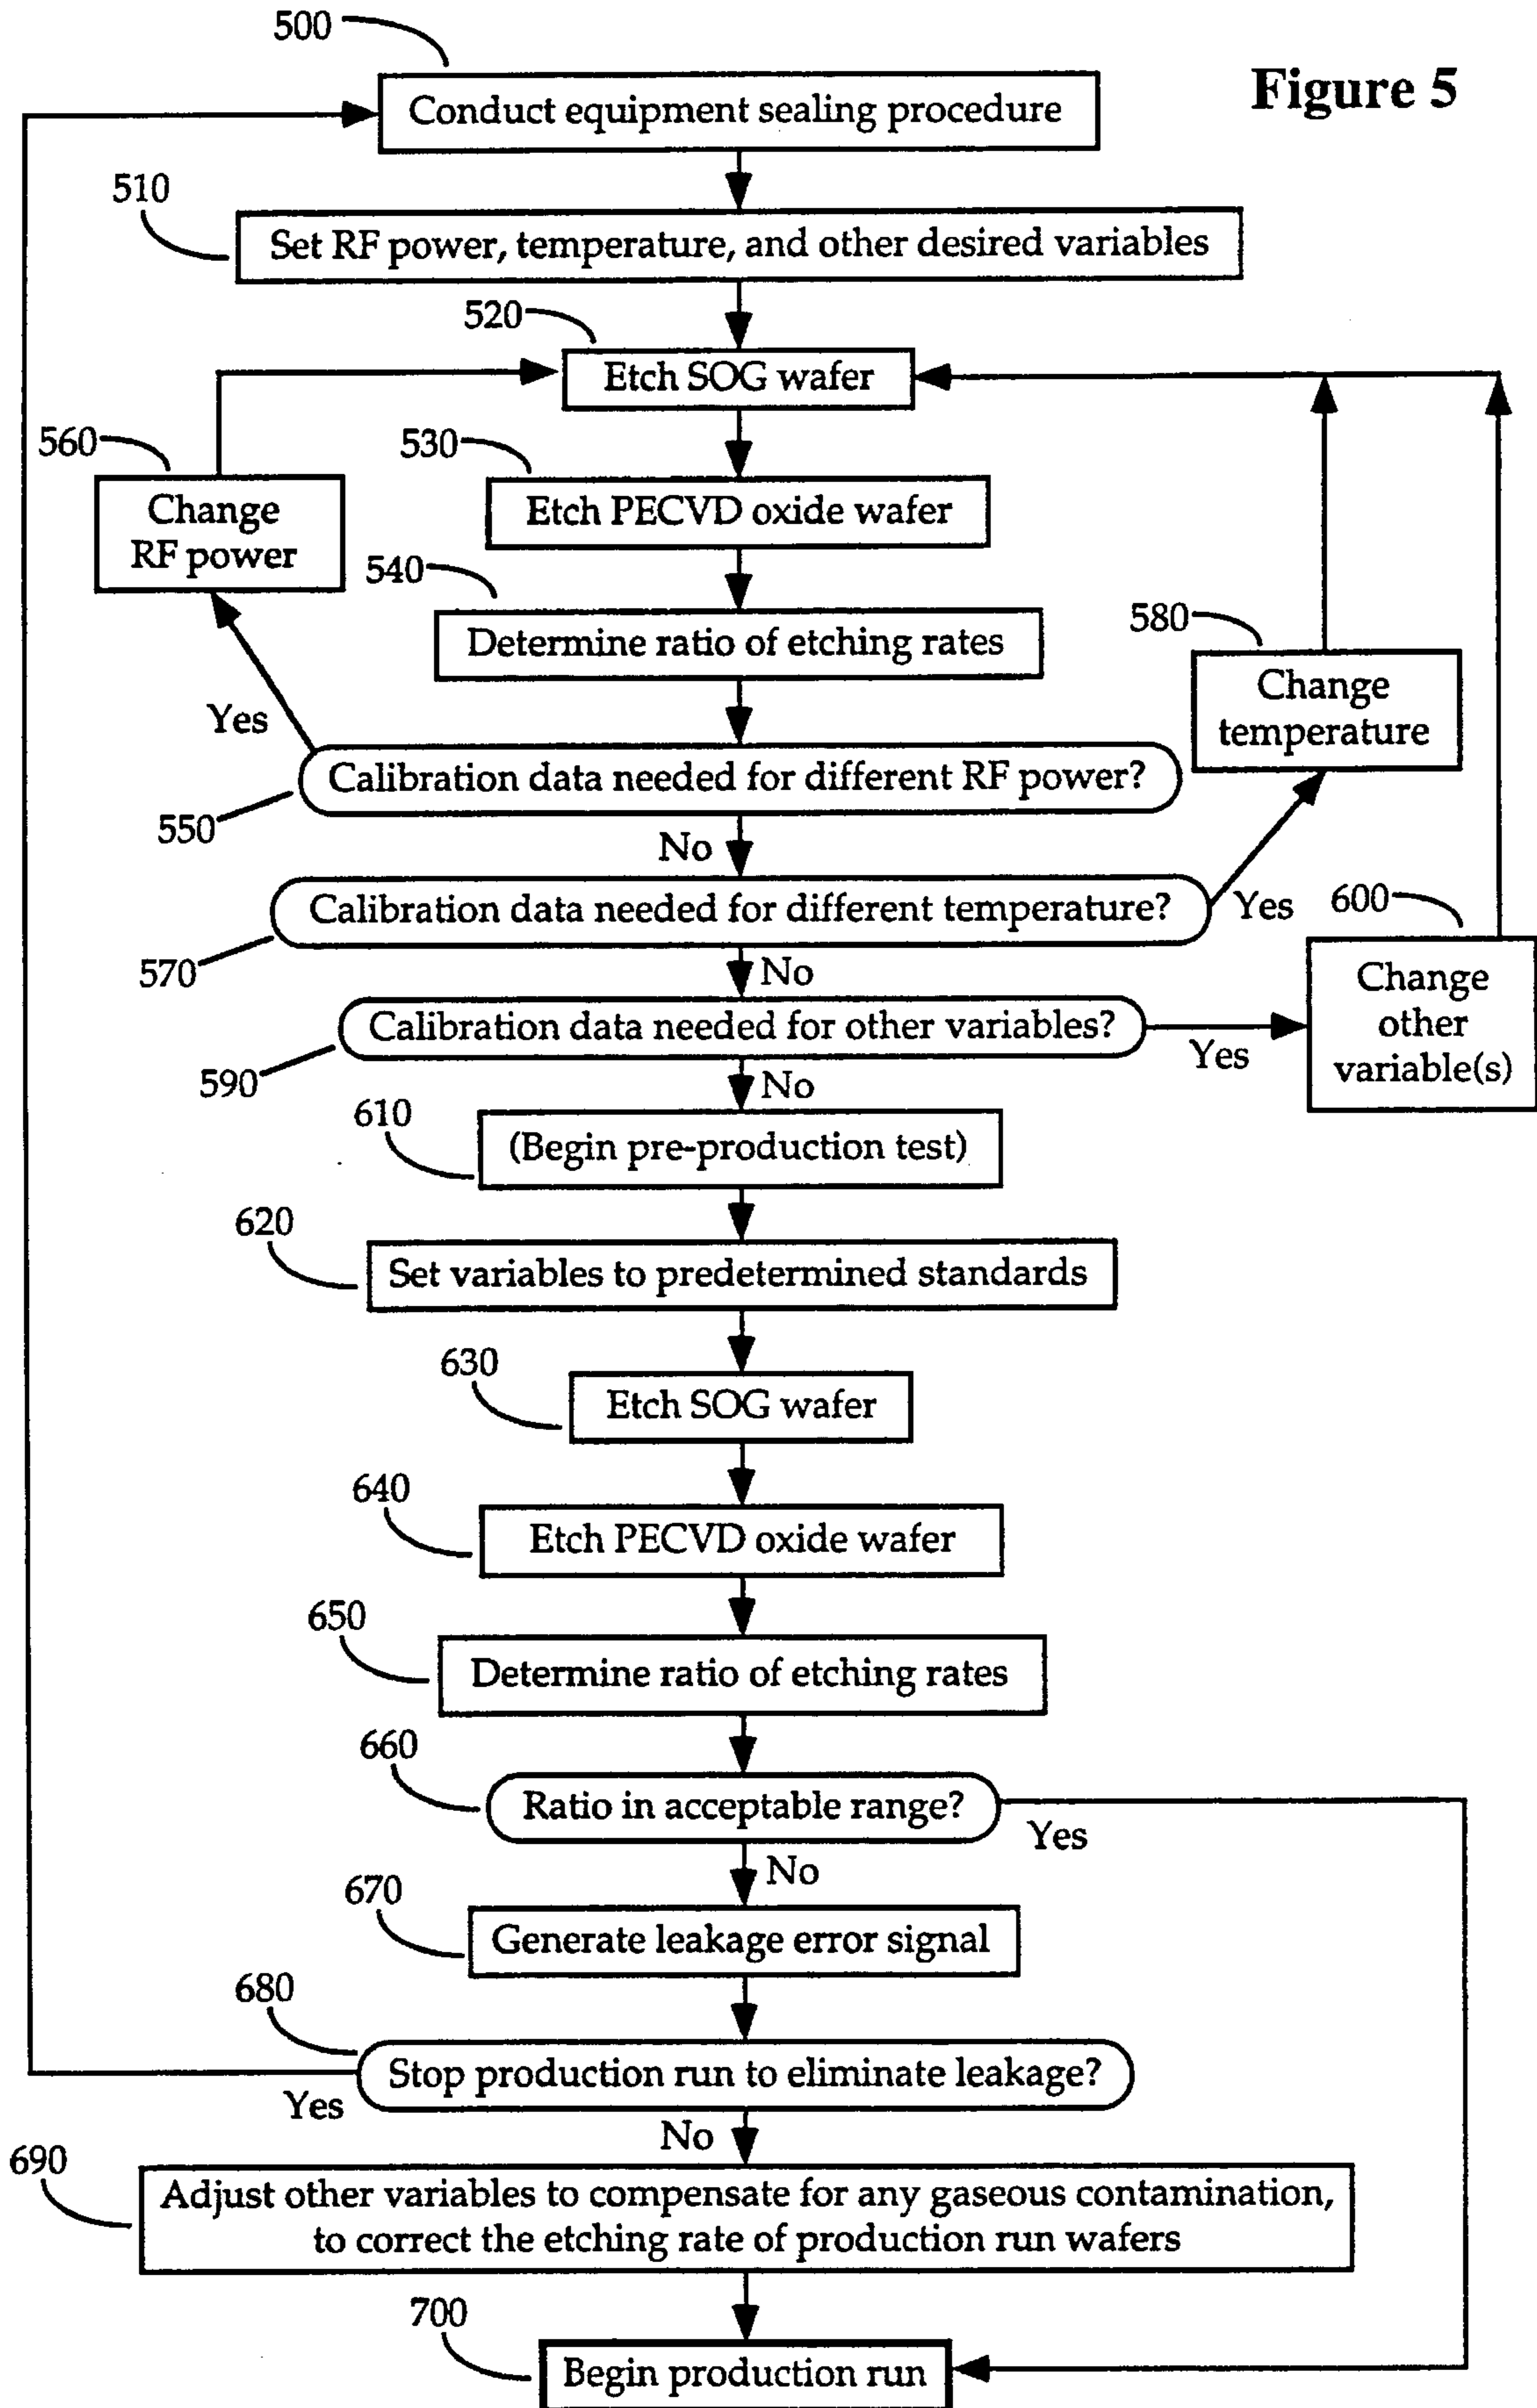 500
Figure 5
Conduct equipment sealing procedure
510
Set RF power, temperature, and other desired variables
520
Etch SOG wafer
560
530
Change
RF power
Etch PECVD oxide wafer
540
580
Determine ratio of etching rates
Change
temperature
Yes
Calibration data needed for different RF power?
550
No
Calibration data needed for different temperature?
Yes
600
570
No
Change
other
variable(s)
Calibration data needed for other variables?
Yes
590
No
610
(Begin pre-production test)
620
Set variables to predetermined standards
630
Etch SOG wafer
640
Etch PECVD oxide wafer
650
Determine ratio of etching rates
660
Ratio in acceptable range?
Yes
No
670
Generate leakage error signal
680
Stop production run to eliminate leakage?
Yes
No
690
Adjust other variables to compensate for any gaseous contamination,
to correct the etching rate of production run wafers
700
Begin production run